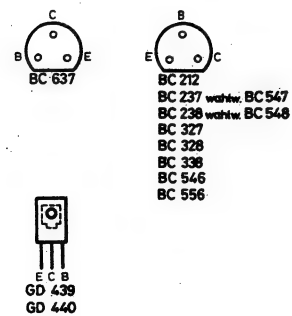 C
B E
BC 637
B
E C
BC 212
BC 237 wahlw. BC 547
BC 238 wahlw. BC 548
BC 327
BC 328
BC 338
BC 546
BC 556
E C B
GD 439
GD 440